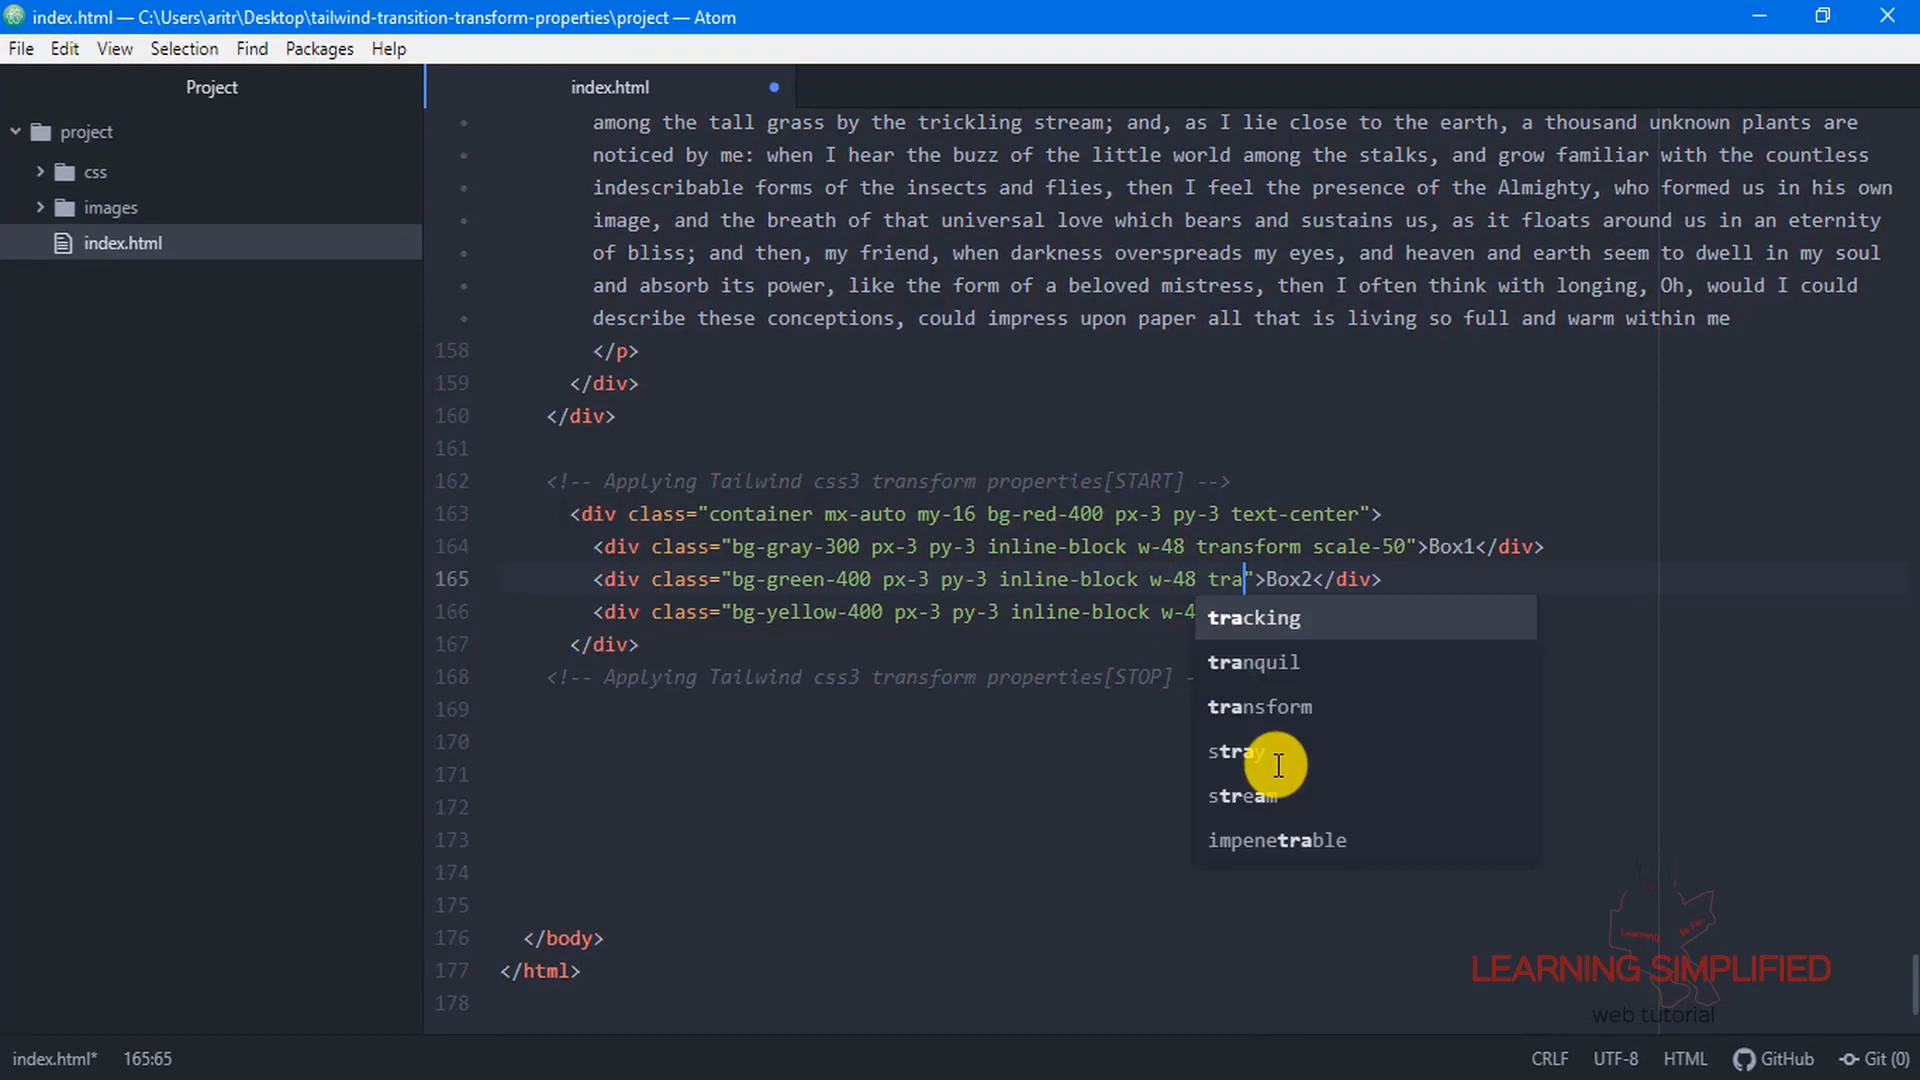 index.html — C:\Users\aritr\Desktop\tailwind-transition-transform-properties\project — Atom
File Edit View Selection Find Packages Help
Project
index.html
project
css
images
index.html
among the tall grass by the trickling stream; and, as I lie close to the earth, a thousand unknown plants are
noticed by me: when I hear the buzz of the little world among the stalks, and grow familiar with the countless
indescribable forms of the insects and flies, then I feel the presence of the Almighty, who formed us in his own
image, and the breath of that universal love which bears and sustains us, as it floats around us in an eternity
of bliss; and then, my friend, when darkness overspreads my eyes, and heaven and earth seem to dwell in my soul
and absorb its power, like the form of a beloved mistress, then I often think with longing, Oh, would I could
describe these conceptions, could impress upon paper all that is living so full and warm within me
158 </p>
159 </div>
160 </div>
161
162 <!-- Applying Tailwind css3 transform properties[START] -->
163 <div class="container mx-auto my-16 bg-red-400 px-3 py-3 text-center">
164 <div class="bg-gray-300 px-3 py-3 inline-block w-48 transform scale-50">Box1</div>
165 <div class="bg-green-400 px-3 py-3 inline-block w-48 tra">Box2</div>
166 <div class="bg-yellow-400 px-3 py-3 inline-block w-4
167 </div>
168 <!-- Applying Tailwind css3 transform properties[STOP] -
169
170
171
172
173
174
175
176 </body>
177 </html>
178
tracking
tranquil
transform
stray
stream
impenetrable
Learning
LEARNING SIMPLIFIED
web tutorial
index.html* 165:65 CRLF UTF-8 HTML GitHub Git (0)